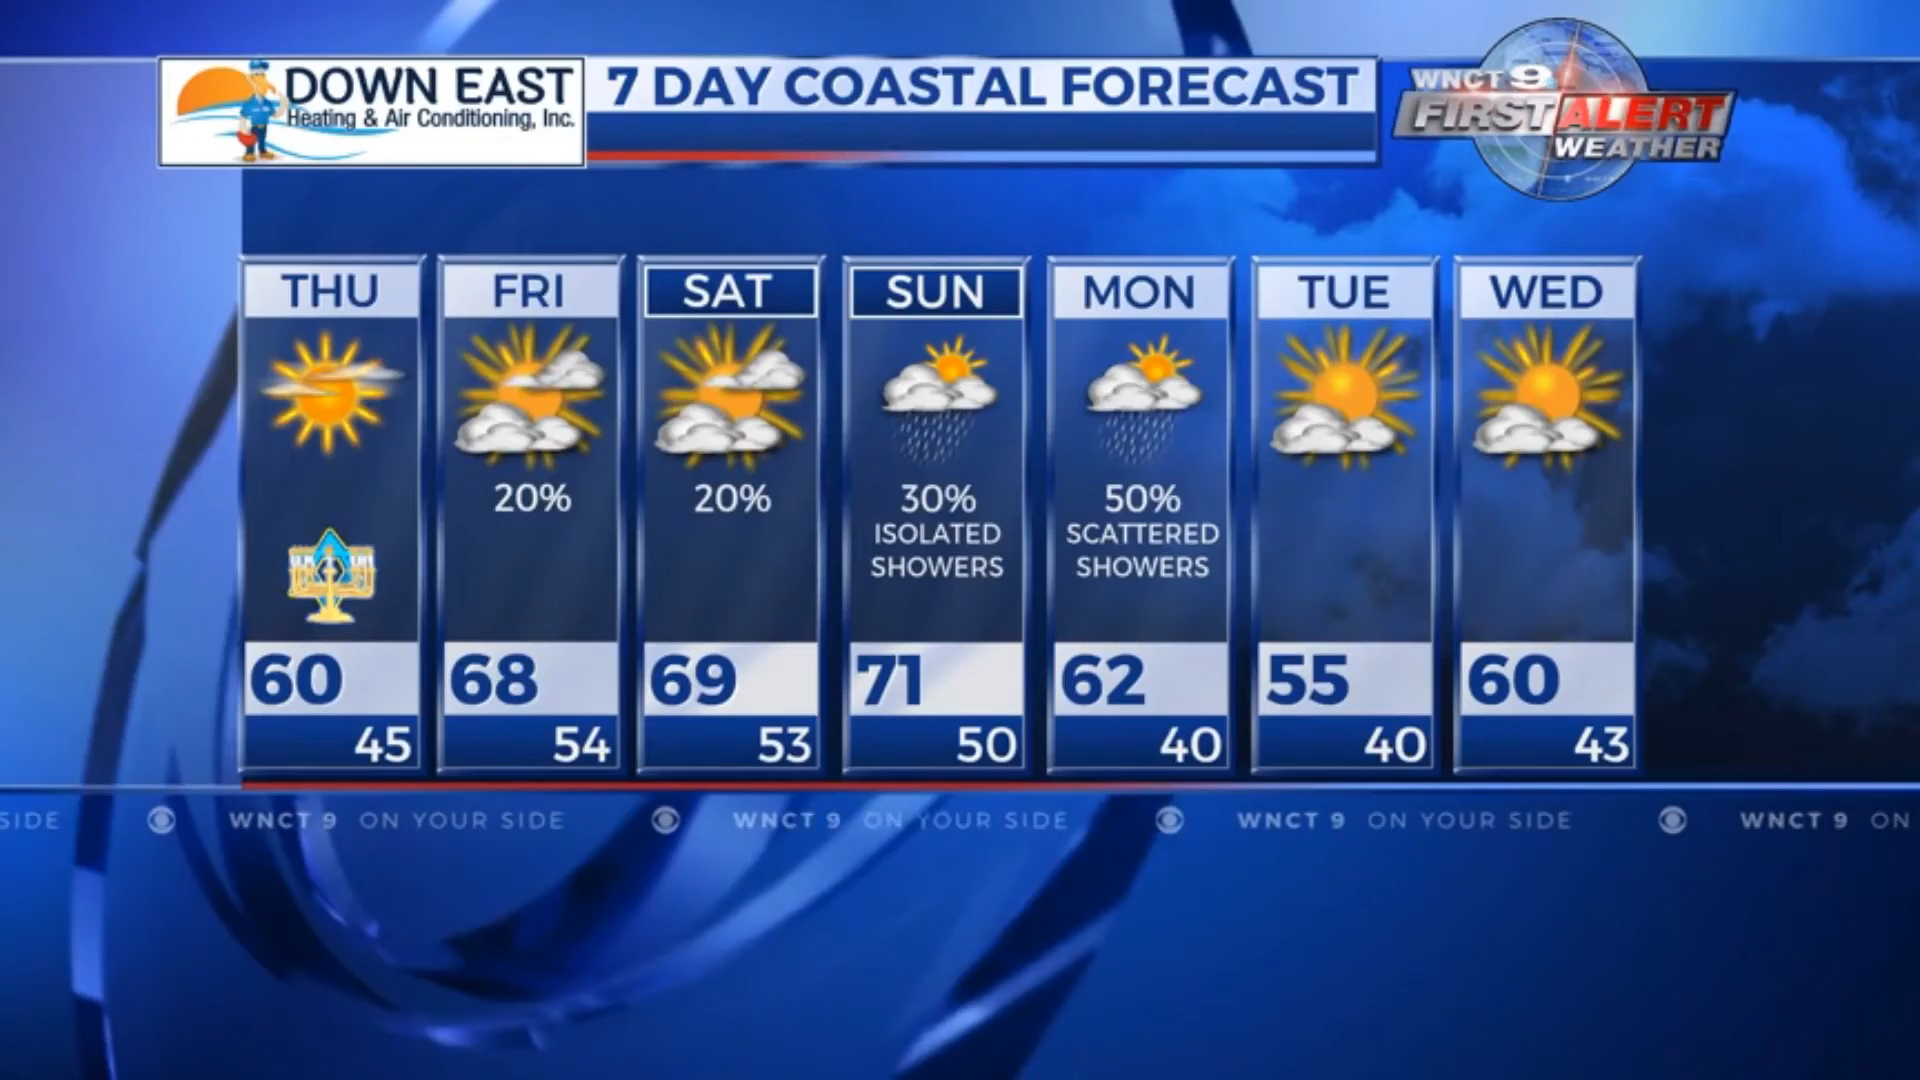 DOWN EAST
Heating & Air Conditioning, Inc.
7 DAY COASTAL FORECAST
WNCT 9
FIRST ALERT
WEATHER
THU
60
45
FRI
20%
68
54
SAT
20%
69
53
SUN
30%
ISOLATED
SHOWERS
71
50
MON
50%
SCATTERED
SHOWERS
62
40
TUE
55
40
WED
60
43
SIDE WNCT 9 ON YOUR SIDE WNCT 9 ON YOUR SIDE WNCT 9 ON YOUR SIDE WNCT 9 ON